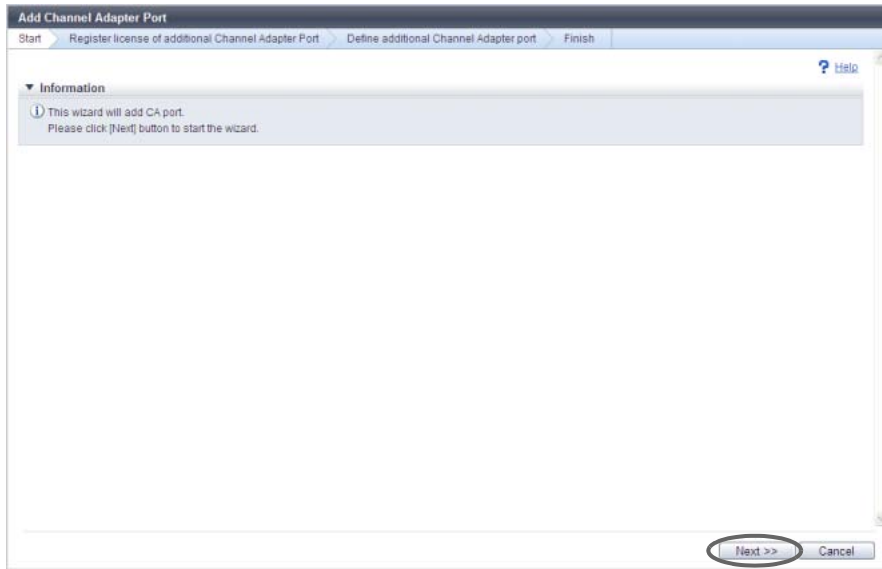 Add Channel Adapter Port
Start Register license of additional Channel Adapter Port Define additional Channel Adapter port Finish
? Help
Information
This wizard will add CA port.
Please click [Next] button to start the wizard.
Next >> Cancel